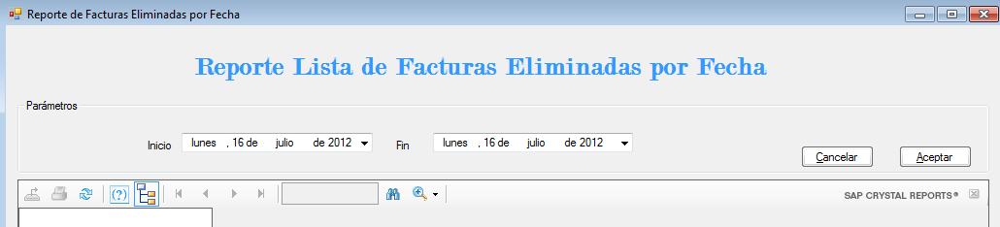 Reporte de Facturas Eliminadas por Fecha
Reporte Lista de Facturas Eliminadas por Fecha
Parámetros
Inicio lunes , 16 de julio de 2012 Fin lunes , 16 de julio de 2012
Cancelar Aceptar
(?) SAP CRYSTAL REPORTS®